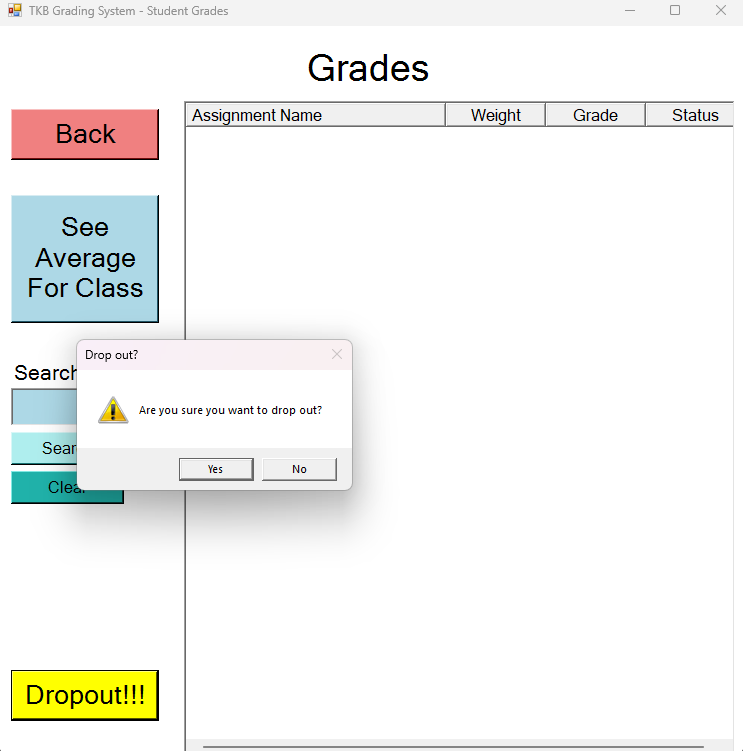 TKB Grading System - Student Grades
Grades
Back
See
Average
For Class
Assignment Name Weight Grade Status
Search
Drop out?
Are you sure you want to drop out?
Yes No
Sear
Clear
Dropout!!!